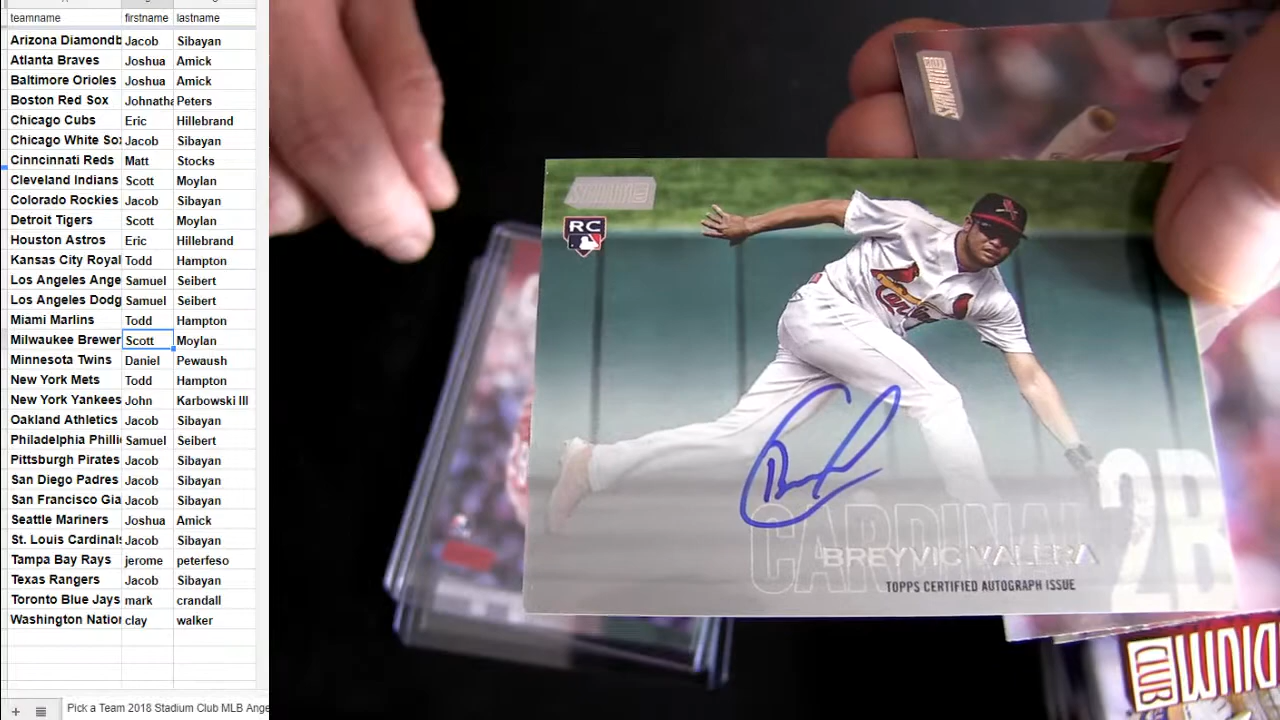 teamname firstname lastname
Arizona Diamondb Jacob Sibayan
Atlanta Braves Joshua Amick
Baltimore Orioles Joshua Amick
Boston Red Sox Johnatha Peters
Chicago Cubs Eric Hillebrand
Chicago White Sox Jacob Sibayan
Cinncinnati Reds Matt Stocks
Cleveland Indians Scott Moylan
Colorado Rockies Jacob Sibayan
Detroit Tigers Scott Moylan
Houston Astros Eric Hillebrand
Kansas City Royal Todd Hampton
Los Angeles Ange Samuel Seibert
Los Angeles Dodg Samuel Seibert
Miami Marlins Todd Hampton
Milwaukee Brewer Scott Moylan
Minnesota Twins Daniel Pewaush
New York Mets Todd Hampton
New York Yankees John Karbowski III
Oakland Athletics Jacob Sibayan
Philadelphia Philli Samuel Seibert
Pittsburgh Pirates Jacob Sibayan
San Diego Padres Jacob Sibayan
San Francisco Gia Jacob Sibayan
Seattle Mariners Joshua Amick
St. Louis Cardinals Jacob Sibayan
Tampa Bay Rays jerome peterfeso
Texas Rangers Jacob Sibayan
Toronto Blue Jays mark crandall
Washington Nation clay walker
Pick a Team 2018 Stadium Club MLB Ange
RC
Cardinals
CARDINAL 2B
BREYVIC VALERA
TOPPS CERTIFIED AUTOGRAPH ISSUE
STADIUM
CLUB